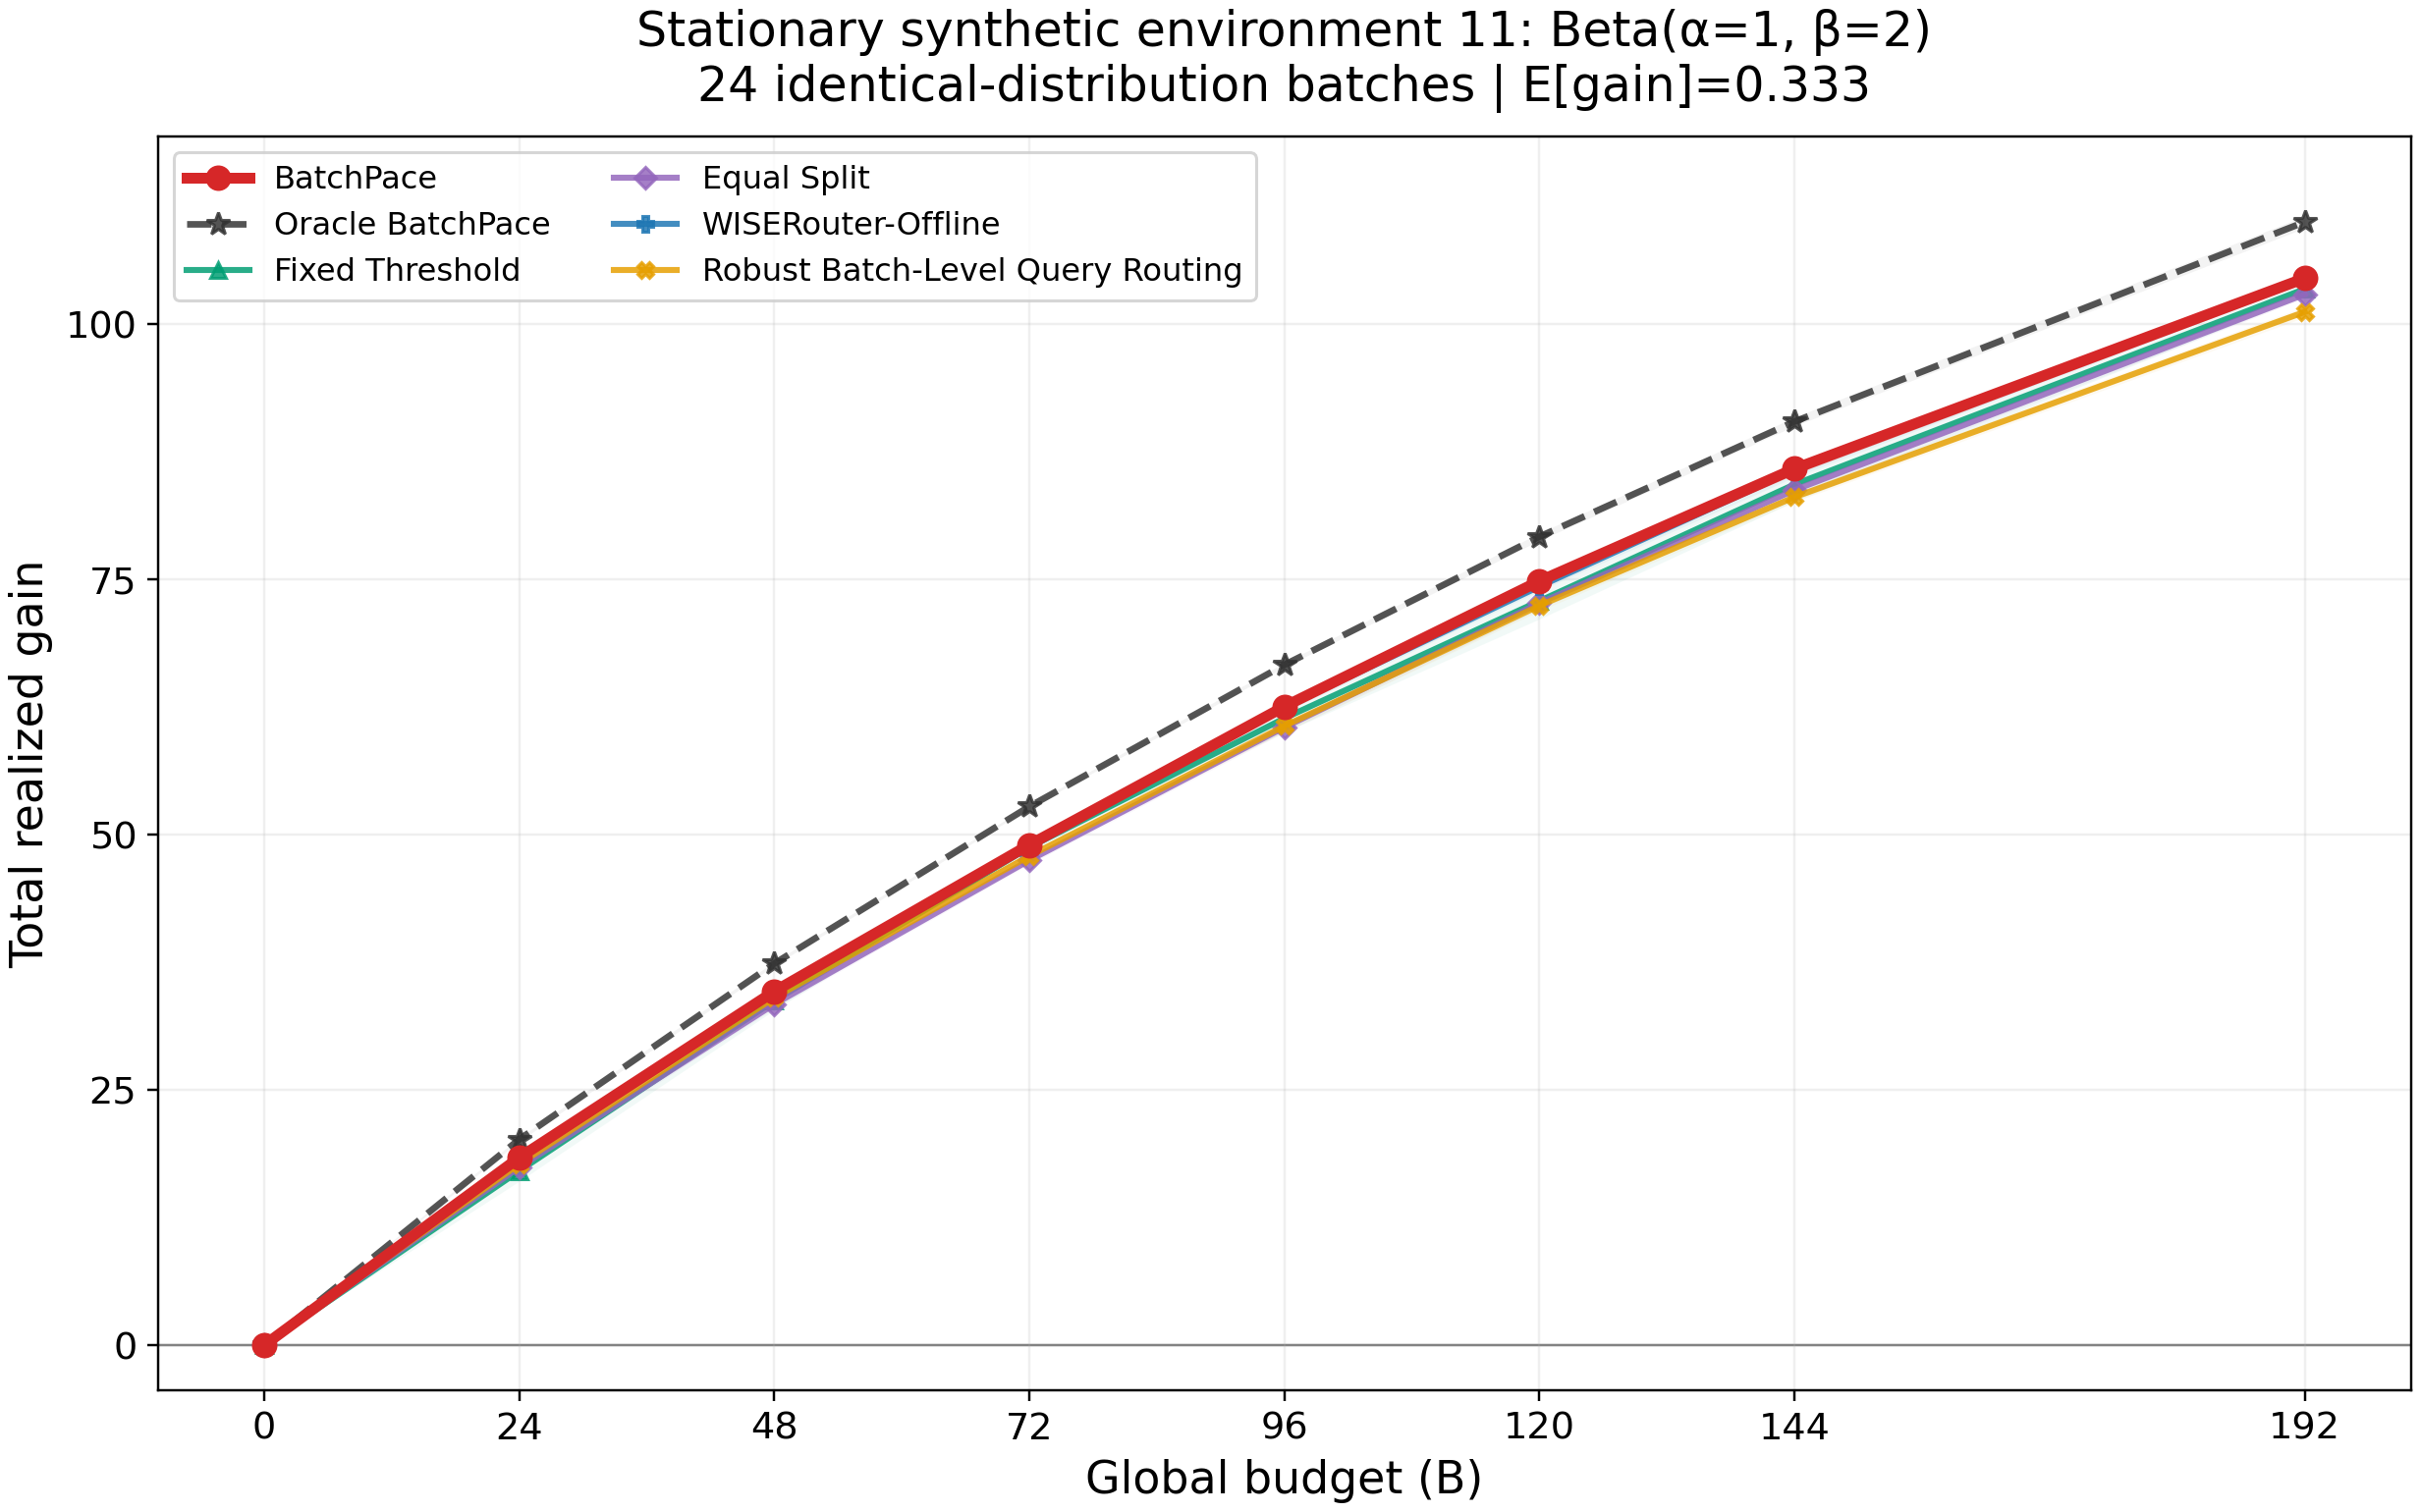 Stationary synthetic environment 11: Beta(α=1, β=2)
24 identical-distribution batches | E[gain]=0.333
BatchPace
Oracle BatchPace
Fixed Threshold
Equal Split
WISERouter-Offline
Robust Batch-Level Query Routing
Total realized gain
100
75
50
25
0
0 24 48 72 96 120 144 192
Global budget (B)